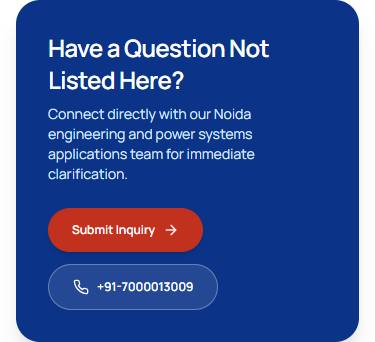 Have a Question Not
Listed Here?
Connect directly with our Noida
engineering and power systems
applications team for immediate
clarification.
Submit Inquiry
+91-7000013009